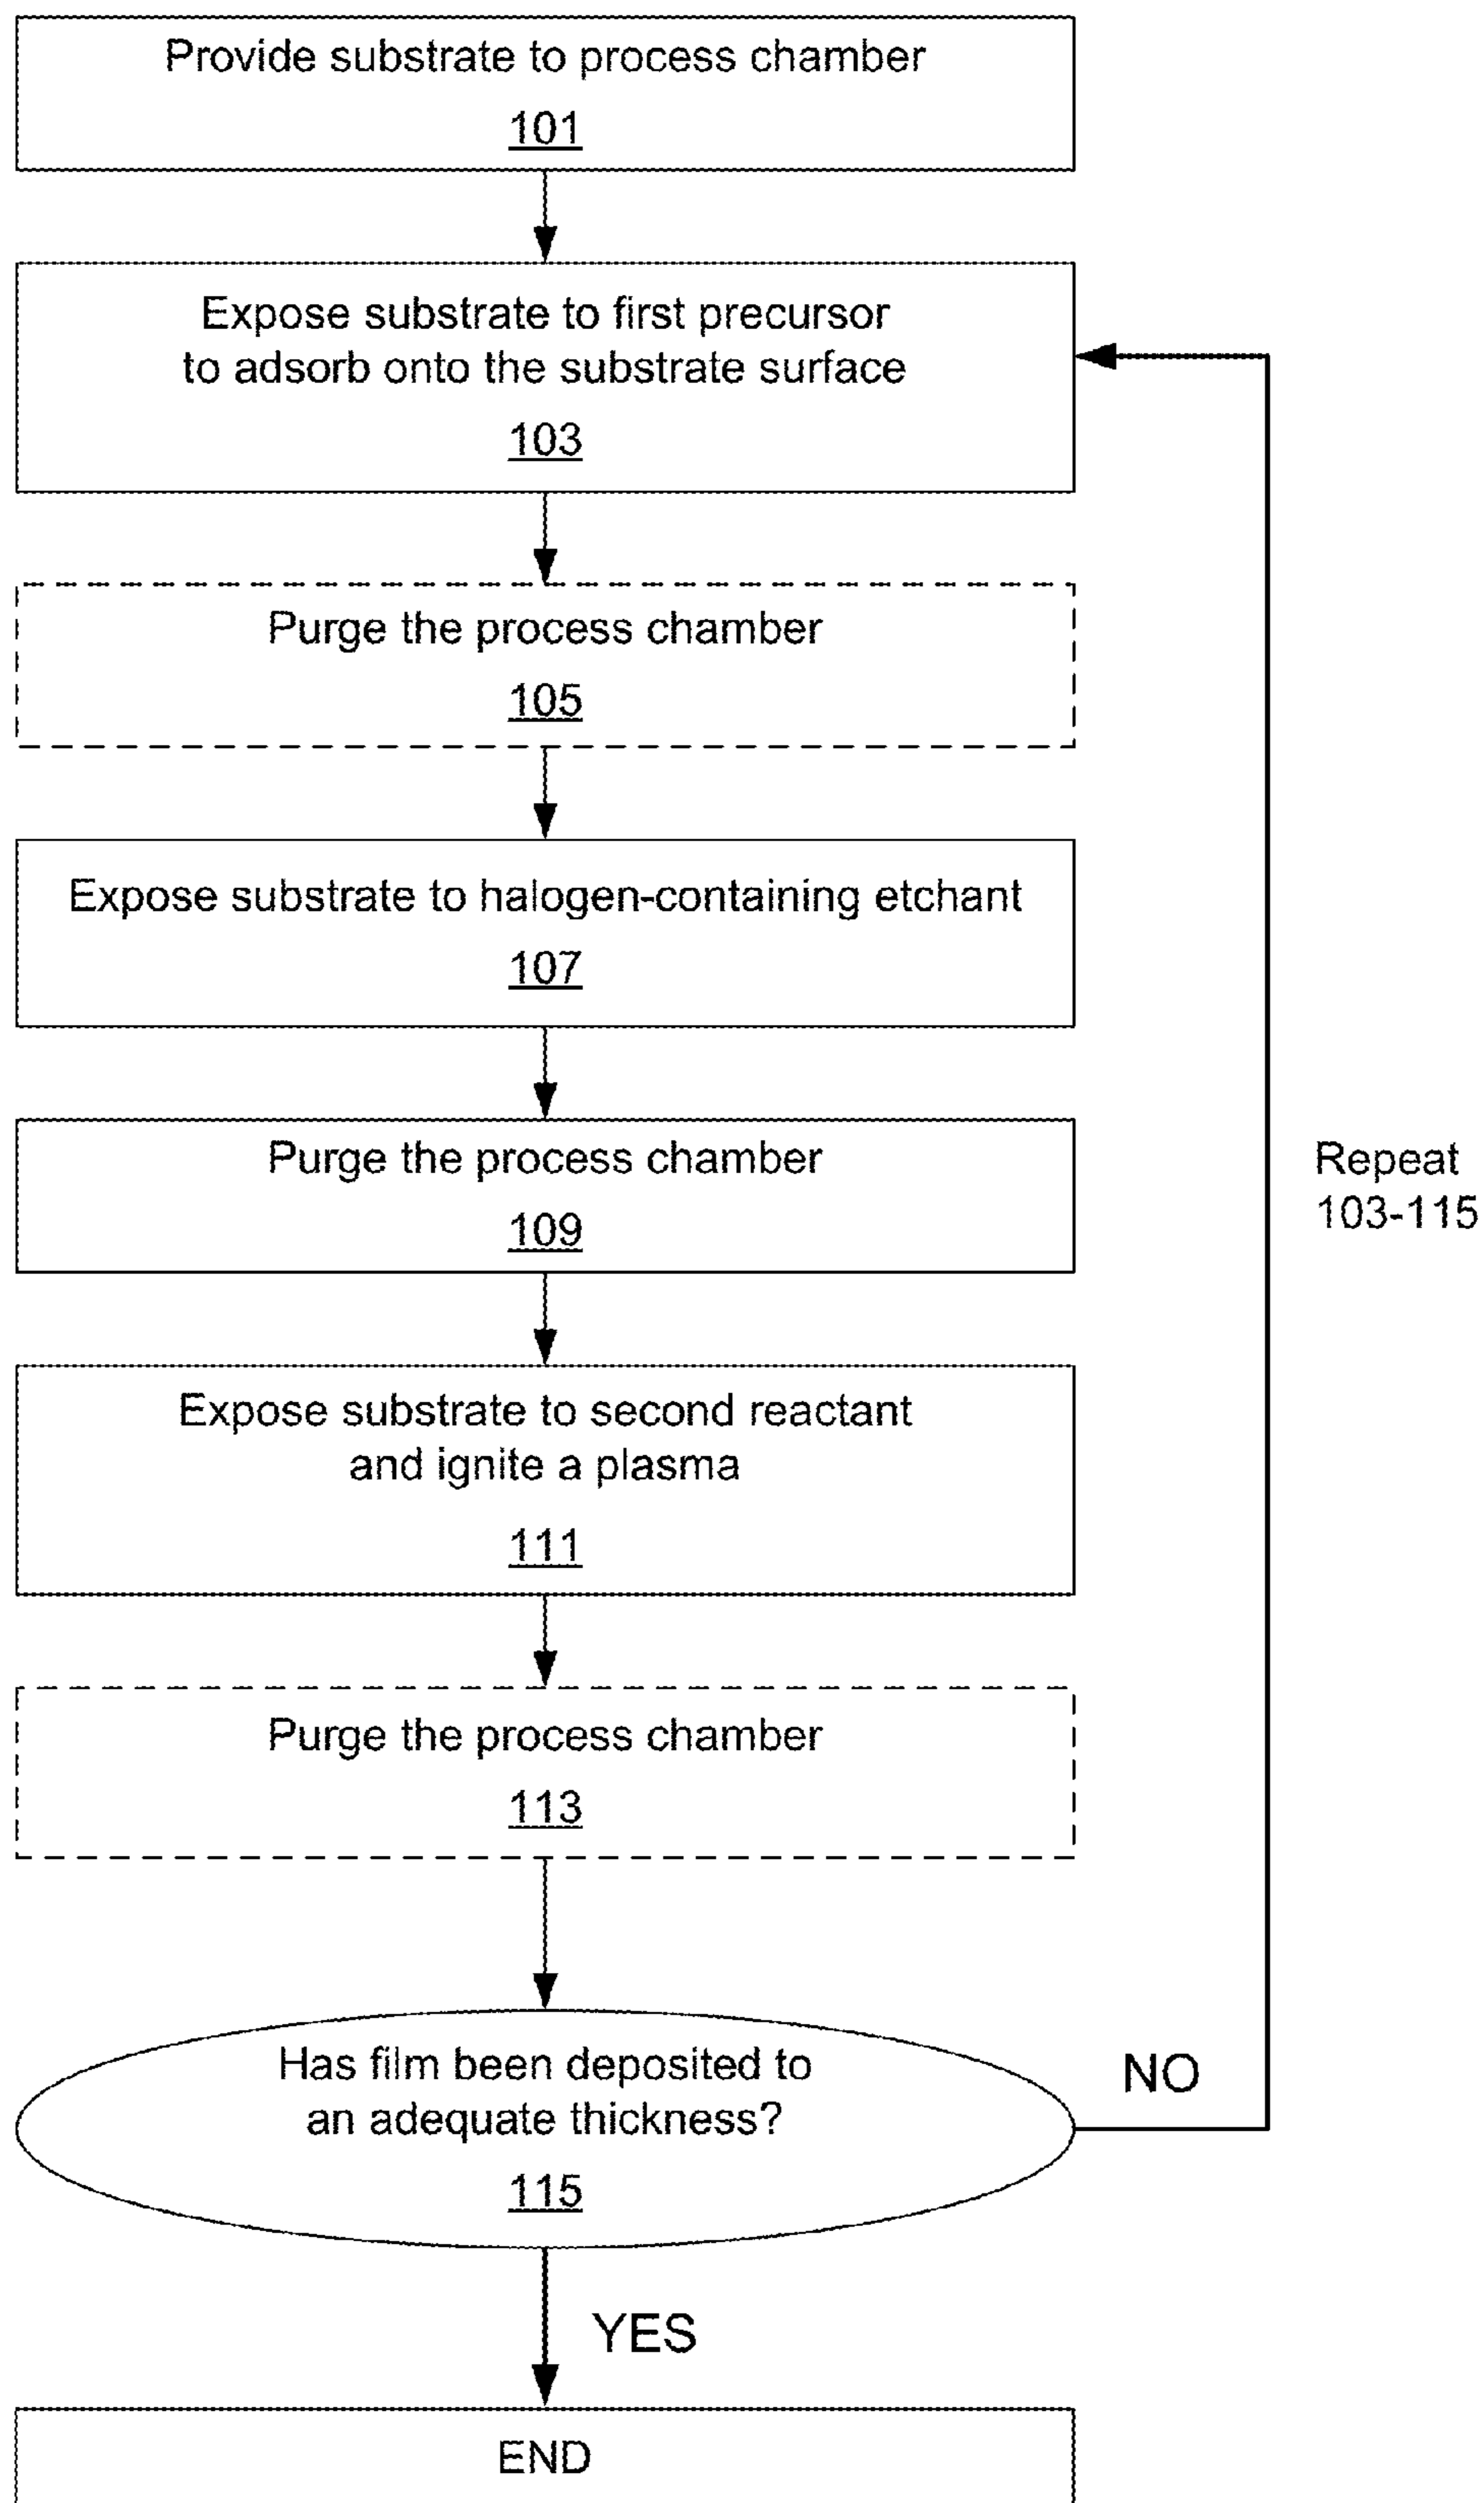 Provide substrate to process chamber
101
Expose substrate to first precursor
to adsorb onto the substrate surface
103
Purge the process chamber
105
Expose substrate to halogen-containing etchant
107
Purge the process chamber
109
Repeat
103-115
Expose substrate to second reactant
and ignite a plasma
111
Purge the process chamber
113
Has film been deposited to
an adequate thickness?
115
NO
YES
END